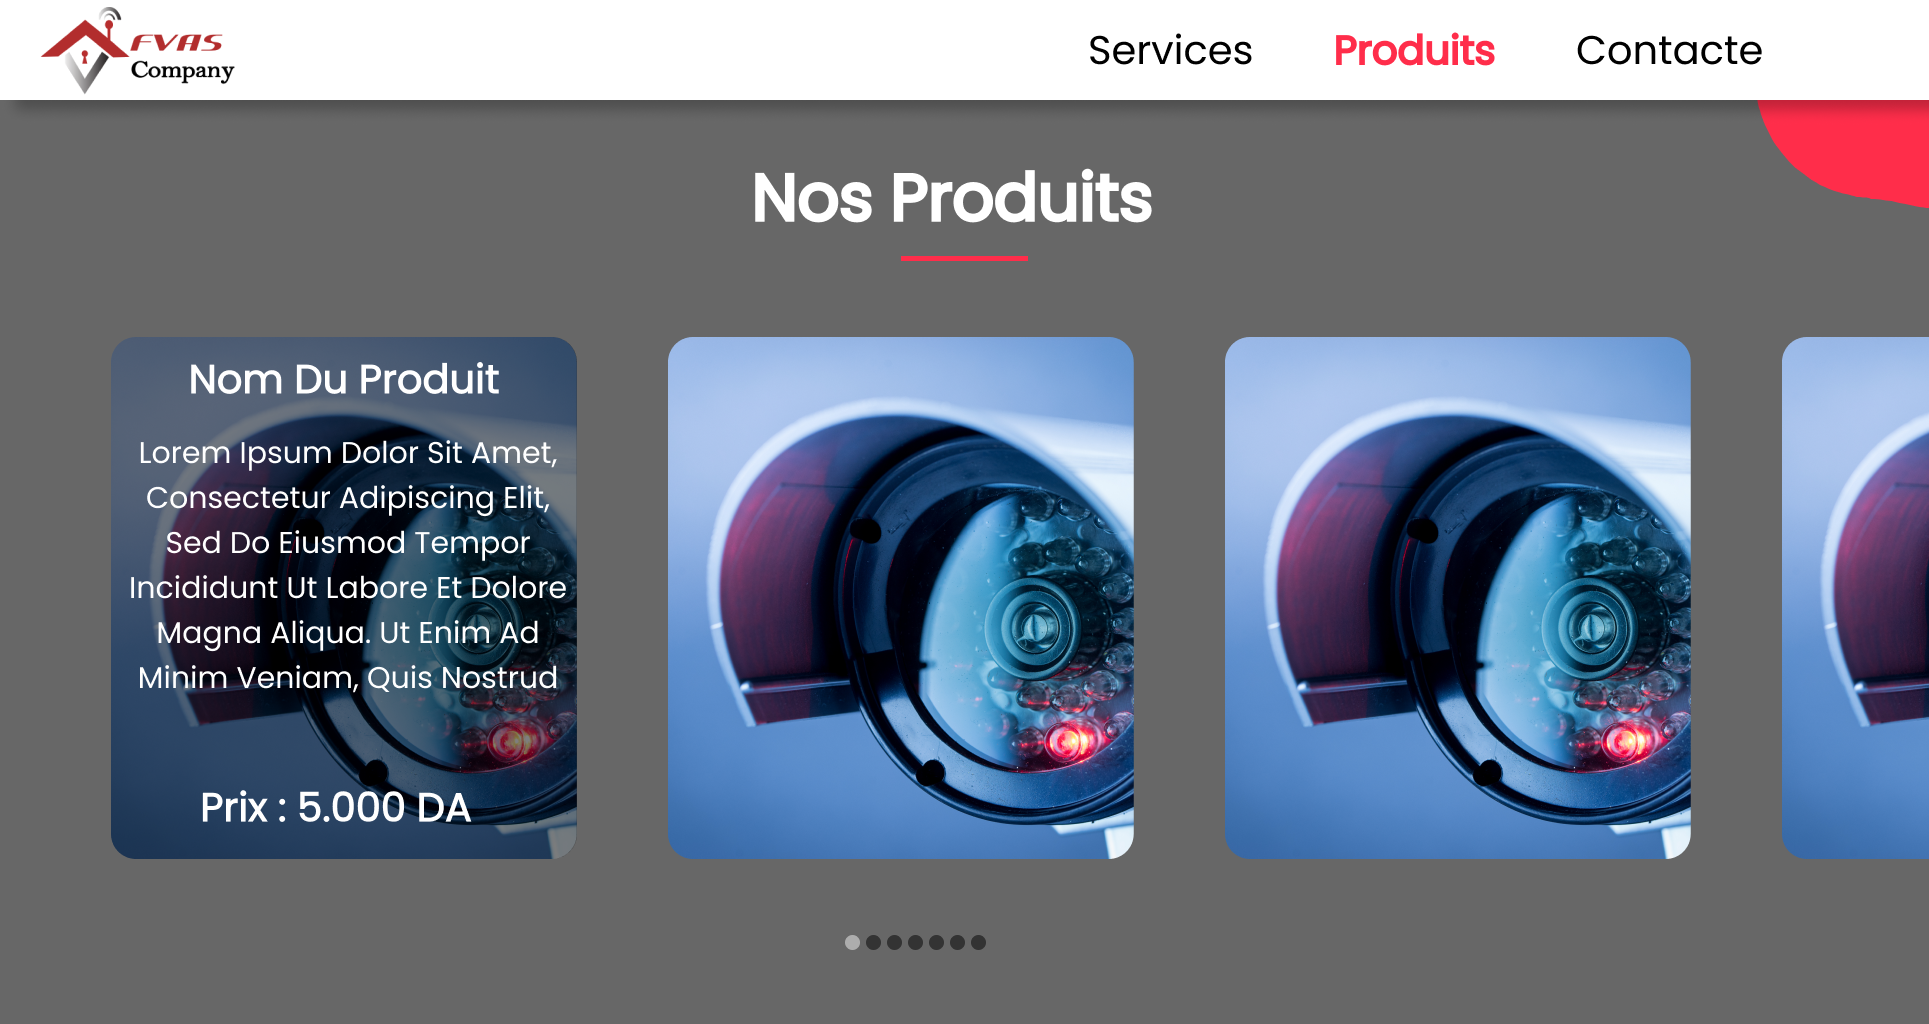 FVAS
Company
Services
Produits
Contacte
Nos Produits
Nom Du Produit
Lorem Ipsum Dolor Sit Amet,
Consectetur Adipiscing Elit,
Sed Do Eiusmod Tempor
Incididunt Ut Labore Et Dolore
Magna Aliqua. Ut Enim Ad
Minim Veniam, Quis Nostrud
Prix : 5.000 DA